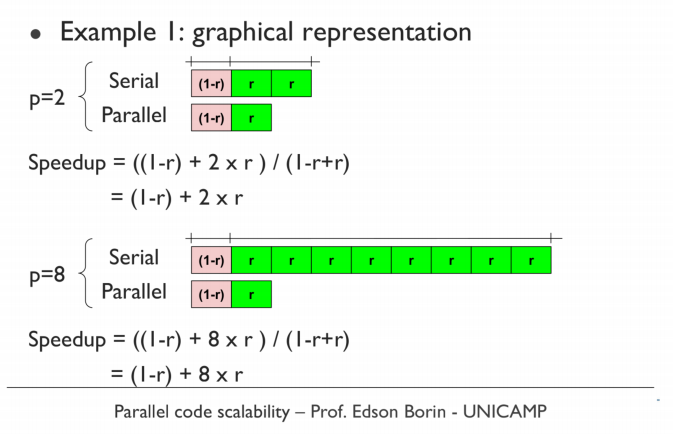 • Example 1: graphical representation
Serial (1-r) r r
p=2
Parallel (1-r) r
Speedup = ((1-r) + 2 x r ) / (1-r+r)
= (1-r) + 2 x r
Serial (1-r) r r r r r r r r
p=8
Parallel (1-r) r
Speedup = ((1-r) + 8 x r ) / (1-r+r)
= (1-r) + 8 x r
Parallel code scalability – Prof. Edson Borin - UNICAMP